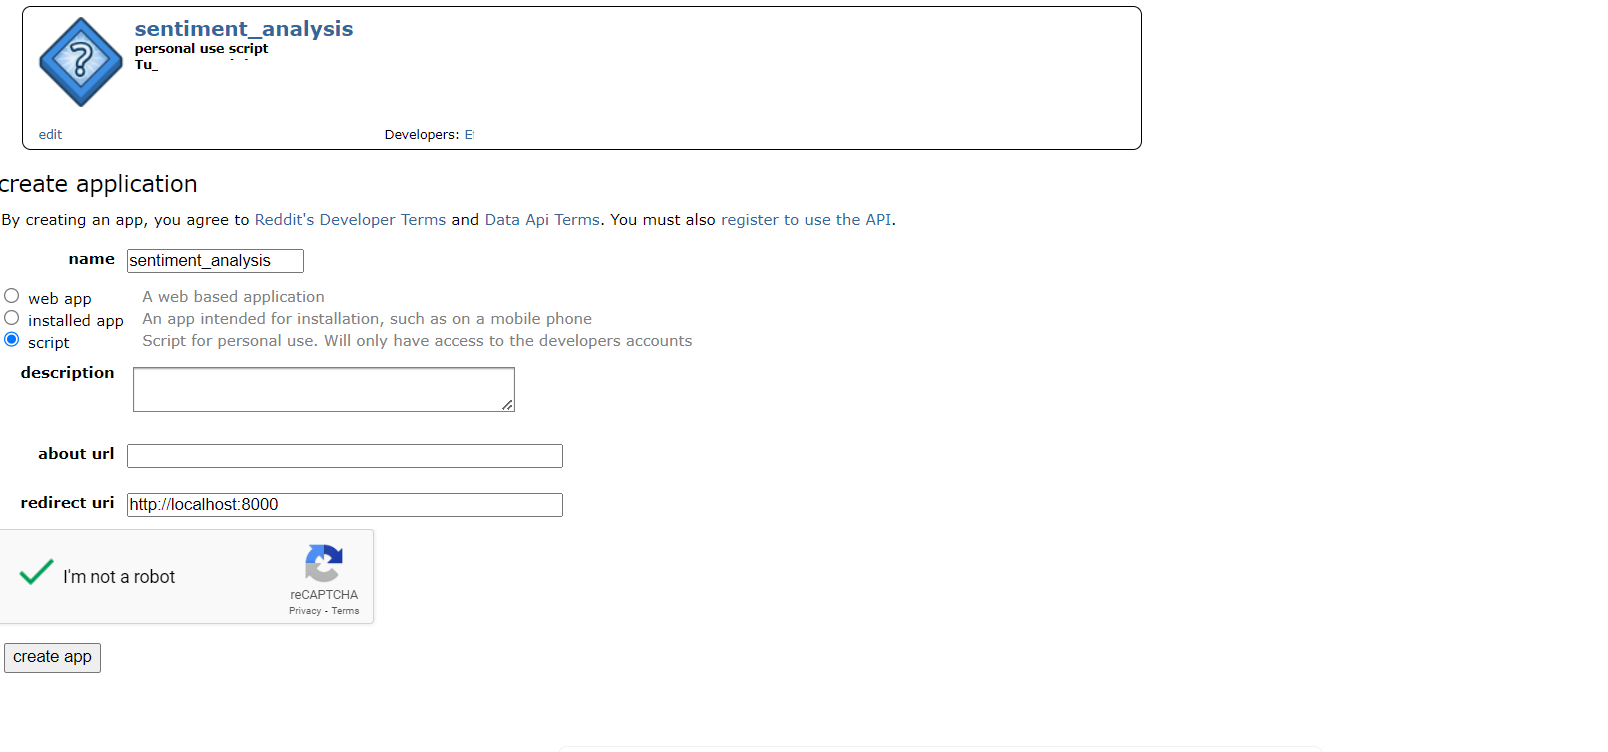 sentiment_analysis
personal use script
Tu_
edit Developers:
create application
By creating an app, you agree to Reddit's Developer Terms and Data Api Terms. You must also register to use the API.
name sentiment_analysis
web app A web based application
installed app An app intended for installation, such as on a mobile phone
script Script for personal use. Will only have access to the developers accounts
description
about url
redirect uri http://localhost:8000
I'm not a robot
reCAPTCHA
Privacy - Terms
create app